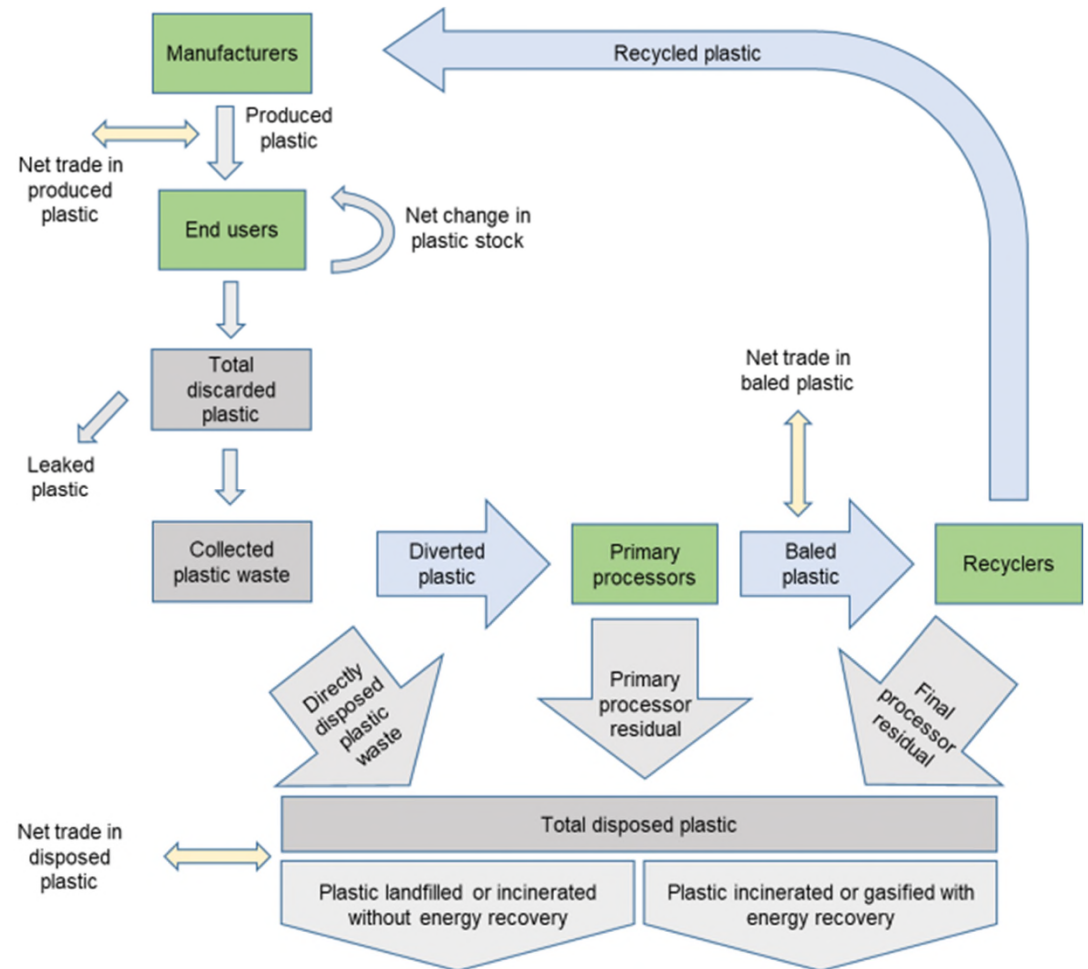 Manufacturers
Recycled plastic
Produced
plastic
Net trade in
produced
plastic
End users
Net change in
plastic stock
Total
discarded
plastic
Net trade in
baled plastic
Leaked
plastic
Collected
plastic waste
Diverted
plastic
Primary
processors
Baled
plastic
Recyclers
Directly
disposed
plastic
waste
Primary
processor
residual
Final
processor
residual
Total disposed plastic
Net trade in
disposed
plastic
Plastic landfilled or incinerated
without energy recovery
Plastic incinerated or gasified with
energy recovery